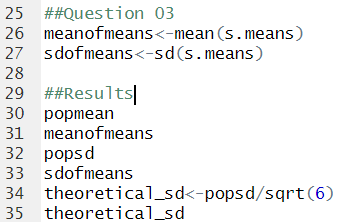 25 ##Question 03
26 meanofmeans<-mean(s.means)
27 sdofmeans<-sd(s.means)
28
29 ##Results
30 popmean
31 meanofmeans
32 popsd
33 sdofmeans
34 theoretical_sd<-popsd/sqrt(6)
35 theoretical_sd